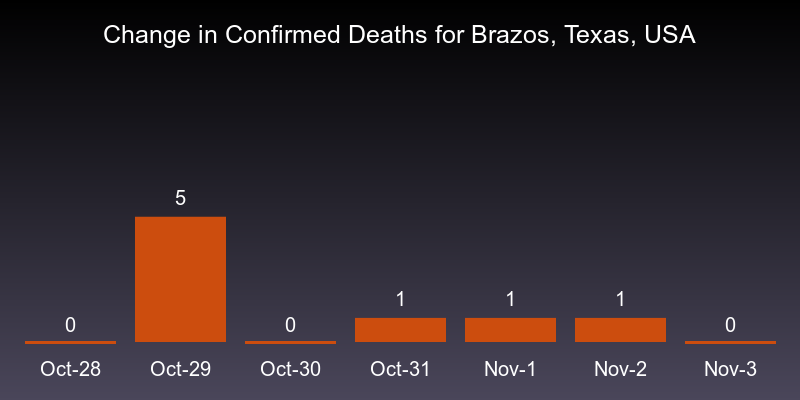 Change in Confirmed Deaths for Brazos, Texas, USA
5
1 1 1
0 0 0
Oct-28 Oct-29 Oct-30 Oct-31 Nov-1 Nov-2 Nov-3